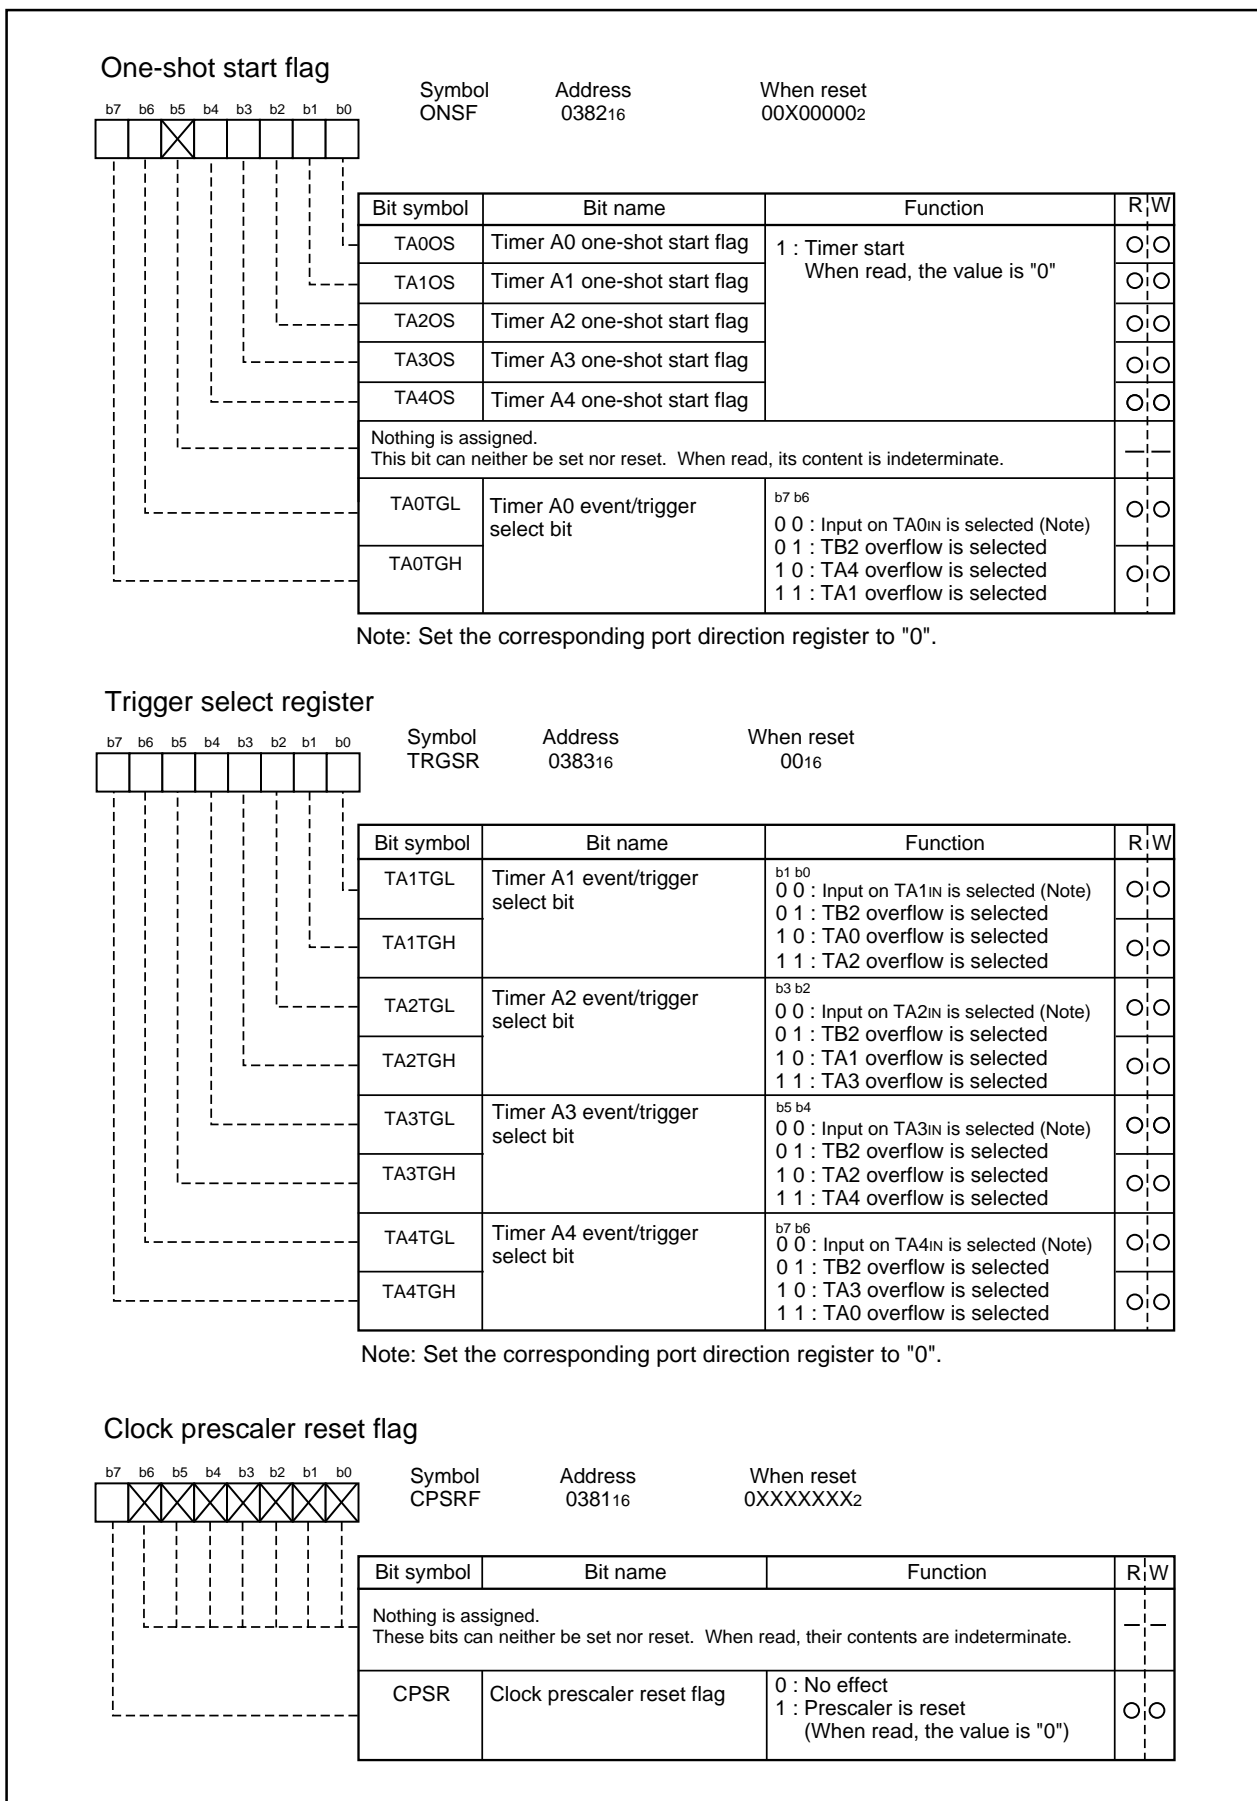 One-shot start flag
Symbol Address When reset
ONSF 038216 00X000002
b7 b6 b5 b4 b3 b2 b1 b0
Bit symbol Bit name Function R W
TA0OS Timer A0 one-shot start flag 1 : Timer start
When read, the value is "0"
TA1OS Timer A1 one-shot start flag
TA2OS Timer A2 one-shot start flag
TA3OS Timer A3 one-shot start flag
TA4OS Timer A4 one-shot start flag
Nothing is assigned.
This bit can neither be set nor reset. When read, its content is indeterminate.
TA0TGL Timer A0 event/trigger
select bit
b7 b6
0 0 : Input on TA0IN is selected (Note)
0 1 : TB2 overflow is selected
TA0TGH 1 0 : TA4 overflow is selected
1 1 : TA1 overflow is selected
Note: Set the corresponding port direction register to "0".
Trigger select register
Symbol Address When reset
TRGSR 038316 0016
b7 b6 b5 b4 b3 b2 b1 b0
Bit symbol Bit name Function R W
TA1TGL Timer A1 event/trigger
select bit
b1 b0
0 0 : Input on TA1IN is selected (Note)
0 1 : TB2 overflow is selected
TA1TGH 1 0 : TA0 overflow is selected
1 1 : TA2 overflow is selected
TA2TGL Timer A2 event/trigger
select bit
b3 b2
0 0 : Input on TA2IN is selected (Note)
0 1 : TB2 overflow is selected
TA2TGH 1 0 : TA1 overflow is selected
1 1 : TA3 overflow is selected
TA3TGL Timer A3 event/trigger
select bit
b5 b4
0 0 : Input on TA3IN is selected (Note)
0 1 : TB2 overflow is selected
TA3TGH 1 0 : TA2 overflow is selected
1 1 : TA4 overflow is selected
TA4TGL Timer A4 event/trigger
select bit
b7 b6
0 0 : Input on TA4IN is selected (Note)
0 1 : TB2 overflow is selected
TA4TGH 1 0 : TA3 overflow is selected
1 1 : TA0 overflow is selected
Note: Set the corresponding port direction register to "0".
Clock prescaler reset flag
Symbol Address When reset
CPSRF 038116 0XXXXXXX2
b7 b6 b5 b4 b3 b2 b1 b0
Bit symbol Bit name Function R W
Nothing is assigned.
These bits can neither be set nor reset. When read, their contents are indeterminate.
CPSR Clock prescaler reset flag 0 : No effect
1 : Prescaler is reset
(When read, the value is "0")